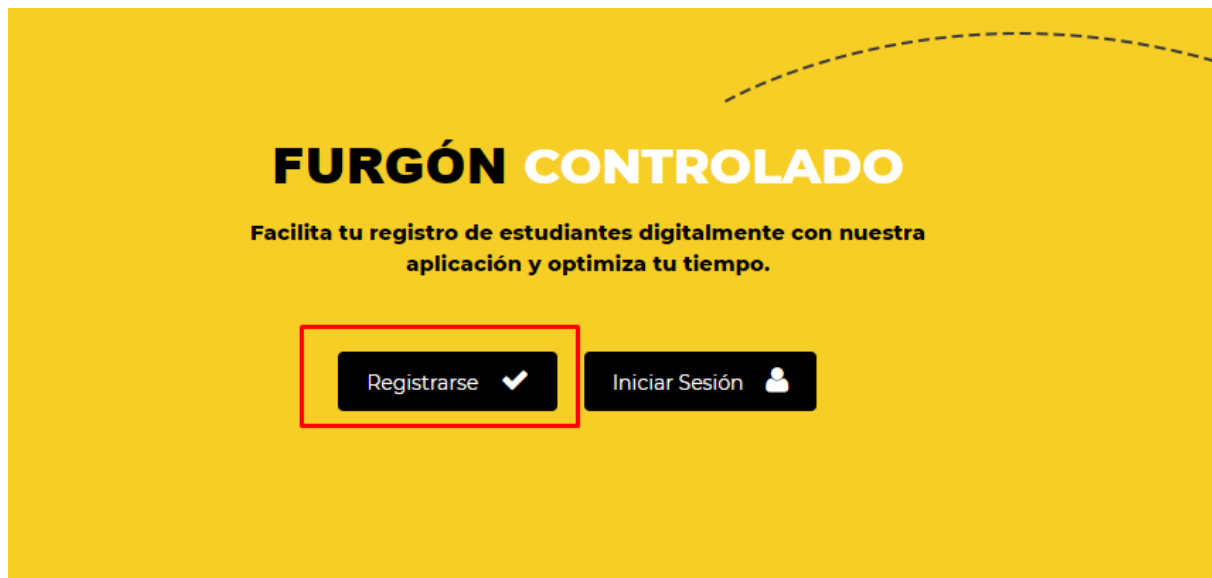 FURGÓN CONTROLADO
Facilita tu registro de estudiantes digitalmente con nuestra
aplicación y optimiza tu tiempo.
Registrarse
Iniciar Sesión